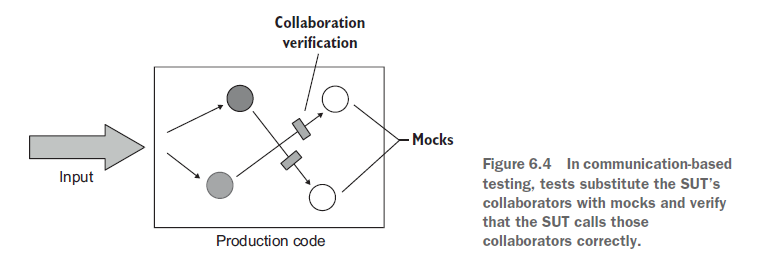 Collaboration
verification
Mocks
Input
Production code
Figure 6.4 In communication-based
testing, tests substitute the SUT's
collaborators with mocks and verify
that the SUT calls those
collaborators correctly.